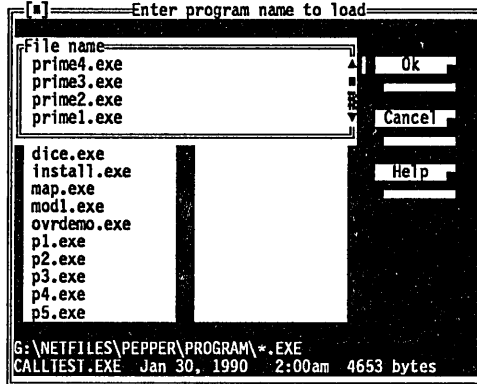 [■] Enter program name to load
File name
prime4.exe
prime3.exe
prime2.exe
prime1.exe
Ok
Cancel
Help
dice.exe
install.exe
map.exe
mod1.exe
ovrdemo.exe
p1.exe
p2.exe
p3.exe
p4.exe
p5.exe
G:\NETFILES\PEPPER\PROGRAM\*.EXE
CALLTEST.EXE Jan 30, 1990 2:00am 4653 bytes